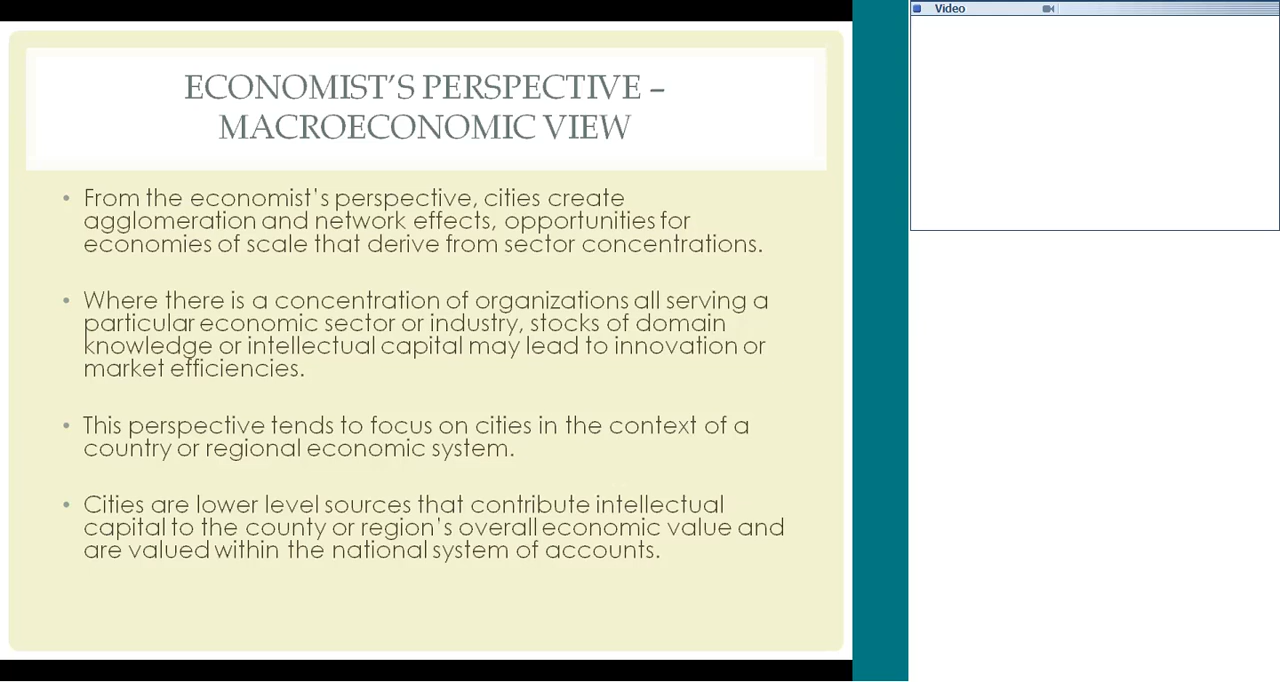 ECONOMIST'S PERSPECTIVE –
MACROECONOMIC VIEW
• From the economist's perspective, cities create
agglomeration and network effects, opportunities for
economies of scale that derive from sector concentrations.
• Where there is a concentration of organizations all serving a
particular economic sector or industry, stocks of domain
knowledge or intellectual capital may lead to innovation or
market efficiencies.
• This perspective tends to focus on cities in the context of a
country or regional economic system.
• Cities are lower level sources that contribute intellectual
capital to the county or region's overall economic value and
are valued within the national system of accounts.
Video